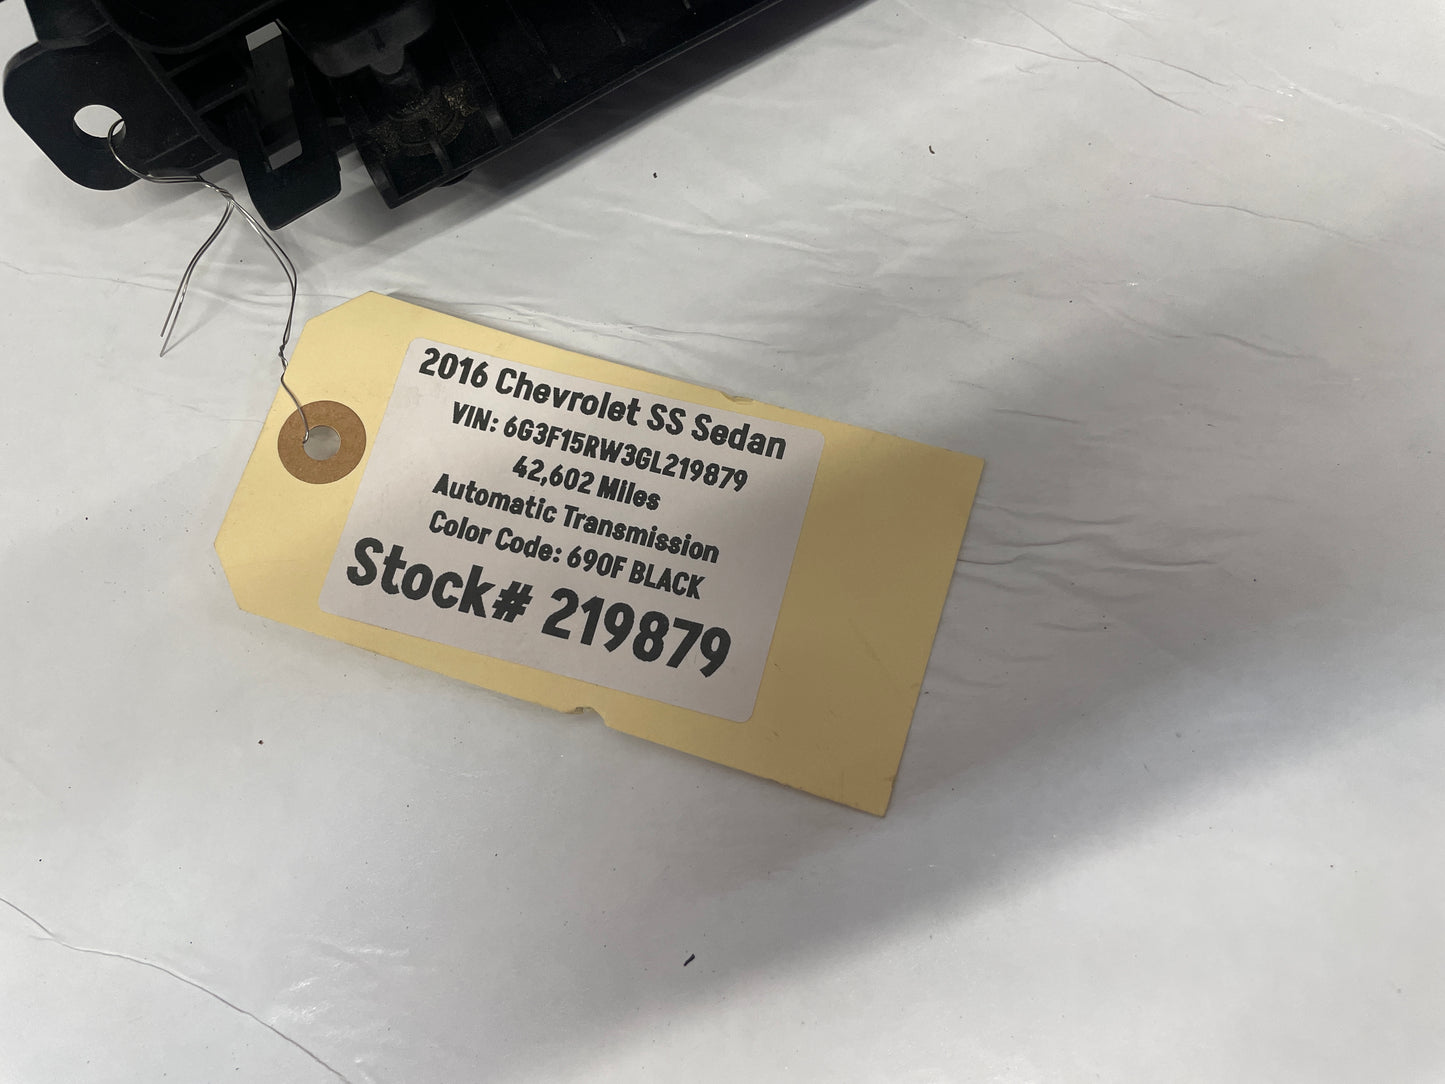 2016 Chevrolet SS Sedan
VIN: 6G3F15RW3GL219879
42,602 Miles
Automatic Transmission
Color Code: 690F BLACK
Stock# 219879